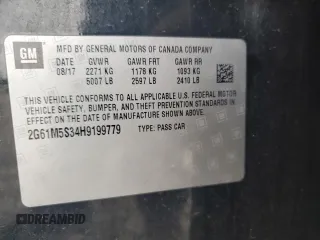 GM
MFD BY GENERAL MOTORS OF CANADA COMPANY
DATE GVWR GAWR FRT GAWR RR
08/17 2271 KG 1178 KG 1093 KG
5007 LB 2597 LB 2410 LB
THIS VEHICLE CONFORMS TO ALL APPLICABLE U.S. FEDERAL MOTOR
VEHICLE SAFETY, BUMPER, AND THEFT PREVENTION STANDARDS
IN EFFECT ON THE DATE OF MANUFACTURE SHOWN ABOVE.
2G61M5S34H9199779 TYPE: PASS CAR
DREAMBID